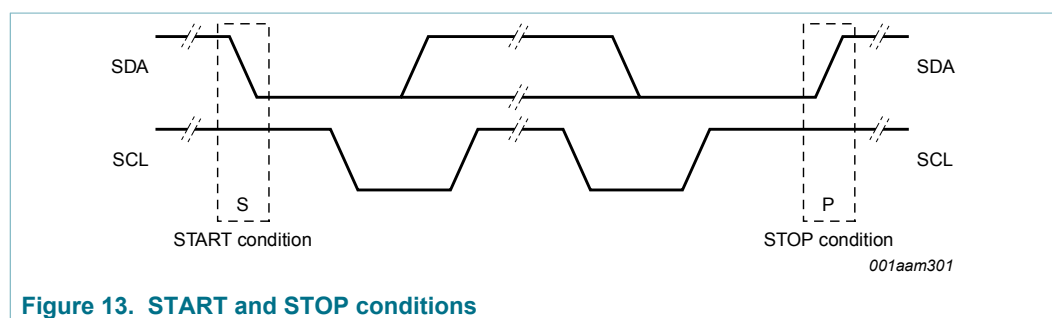 SDA
SDA
SCL
SCL
S
P
START condition
STOP condition
001aam301
Figure 13. START and STOP conditions